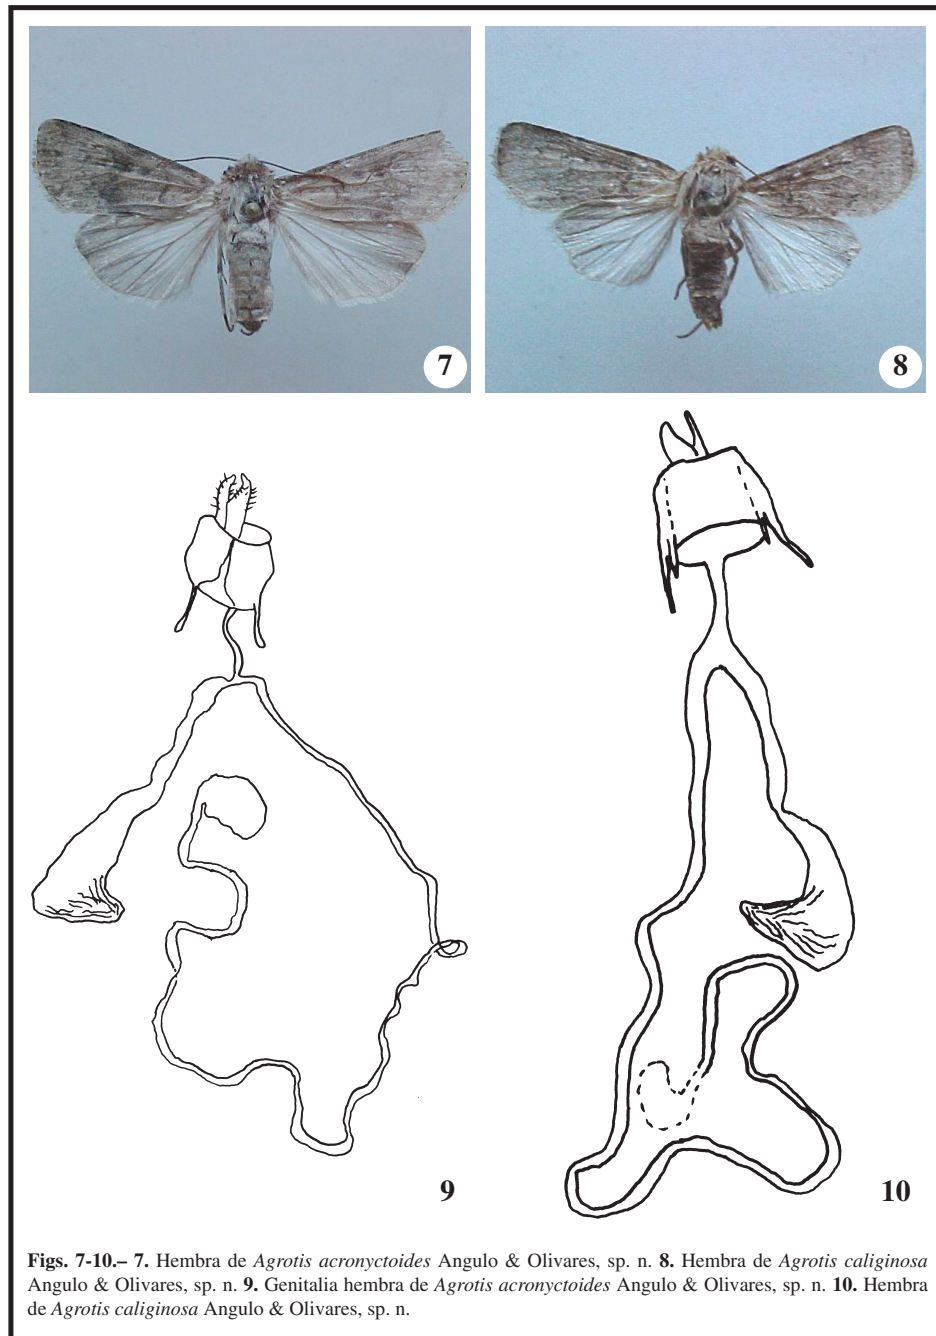 7
8
9
10
Figs. 7-10.– 7. Hembra de Agrotis acronyctoides Angulo & Olivares, sp. n. 8. Hembra de Agrotis caliginosa
Angulo & Olivares, sp. n. 9. Genitalia hembra de Agrotis acronyctoides Angulo & Olivares, sp. n. 10. Hembra
de Agrotis caliginosa Angulo & Olivares, sp. n.